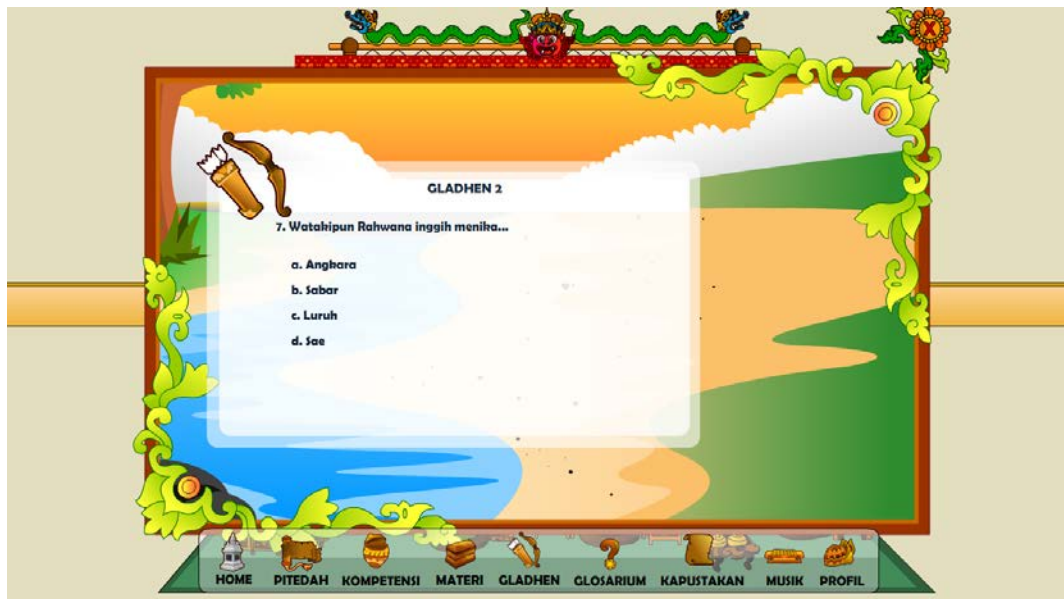 X
GLADHEN 2
7. Watakipun Rahwana inggih menika...
a. Angkara
b. Sabar
c. Luruh
d. Sae
HOME PITEDAH KOMPETENSI MATERI GLADHEN GLOSARIUM KAPUSTAKAN MUSIK PROFIL